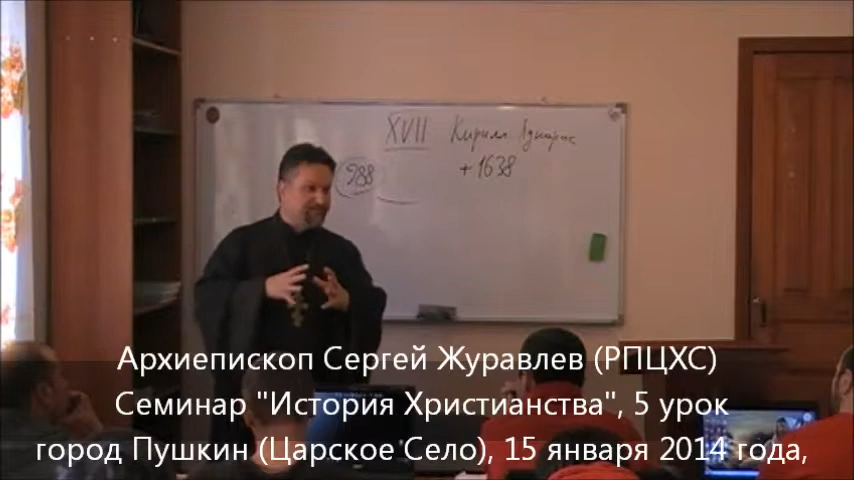 XVII Кирилл
988
+ 1638
Архиепископ Сергей Журавлев (РПЦХС)
Семинар "История Христианства", 5 урок
город Пушкин (Царское Село), 15 января 2014 года,